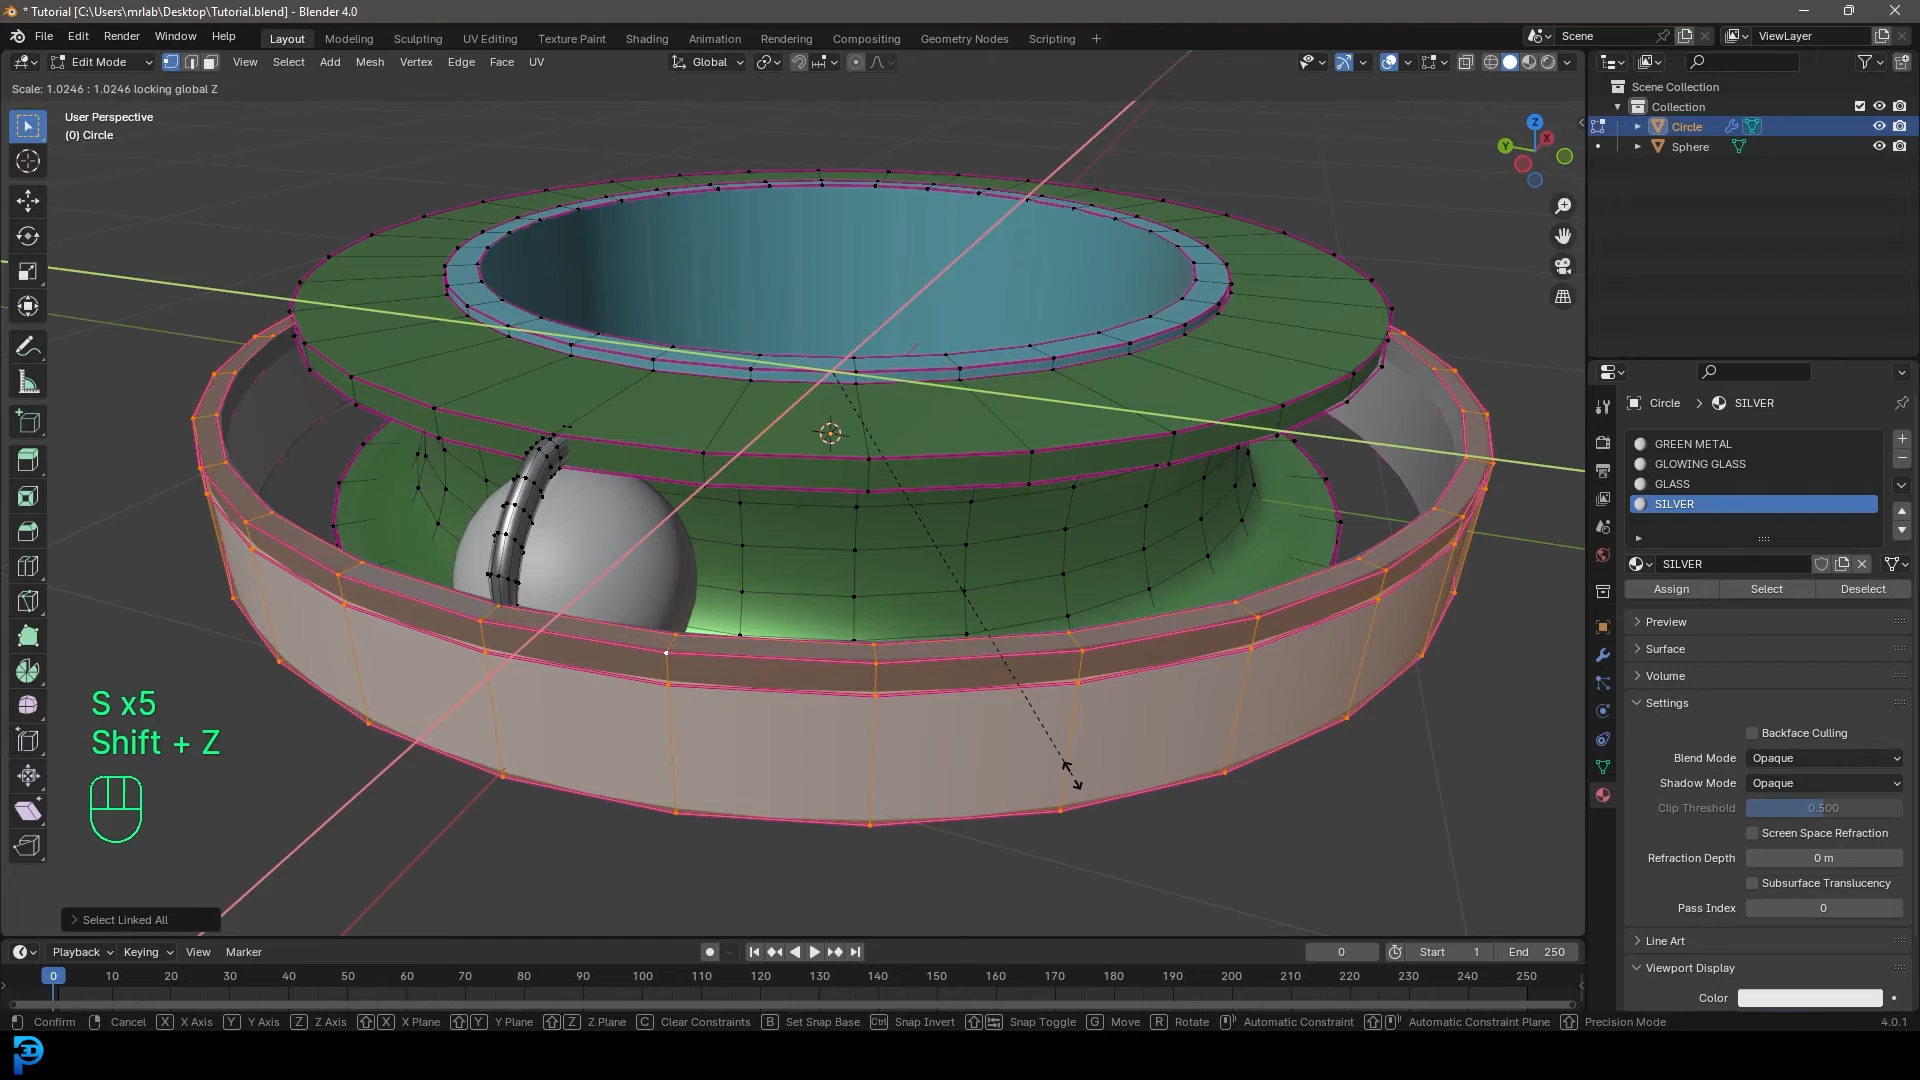 * Tutorial [C:\Users\mrlab\Desktop\Tutorial.blend] - Blender 4.0
File Edit Render Window Help Layout Modeling Sculpting UV Editing Texture Paint Shading Animation Rendering Compositing Geometry Nodes Scripting + Scene ViewLayer
Edit Mode View Select Add Mesh Vertex Edge Face UV Global
Scale: 1.0246 : 1.0246 locking global Z
User Perspective
(0) Circle
Z
X
Y
Scene Collection
Collection
Circle
Sphere
Circle > SILVER
GREEN METAL
GLOWING GLASS
GLASS
SILVER
SILVER
Assign Select Deselect
Preview
Surface
Volume
Settings
Backface Culling
Blend Mode Opaque
Shadow Mode Opaque
Clip Threshold 0.500
Screen Space Refraction
Refraction Depth 0 m
Subsurface Translucency
Pass Index 0
Line Art
Viewport Display
Color
S x5
Shift + Z
Select Linked All
Playback Keying View Marker 0 Start 1 End 250
0 10 20 30 40 50 60 70 80 90 100 110 120 130 140 150 160 170 180 190 200 210 220 230 240 250
Confirm Cancel X X Axis Y Y Axis Z Z Axis X X Plane Y Y Plane Z Z Plane C Clear Constraints B Set Snap Base Ctrl Snap Invert Snap Toggle G Move R Rotate Automatic Constraint Automatic Constraint Plane Precision Mode 4.0.1